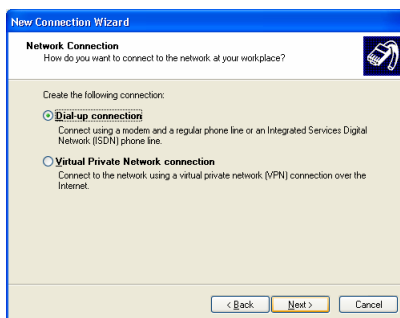 New Connection Wizard
Network Connection
How do you want to connect to the network at your workplace?
Create the following connection:
Dial-up connection
Connect using a modem and a regular phone line or an Integrated Services Digital
Network (ISDN) phone line.
Virtual Private Network connection
Connect to the network using a virtual private network (VPN) connection over the
Internet.
< Back
Next >
Cancel